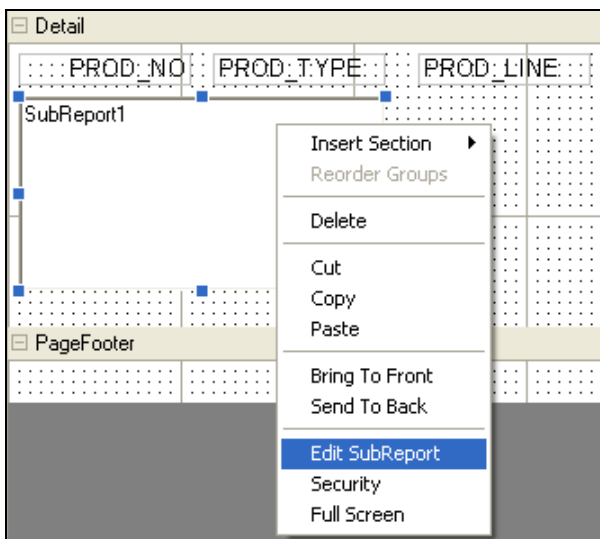 Detail
PROD_NO PROD_TYPE PROD_LINE
SubReport1
Insert Section
Reorder Groups
Delete
Cut
Copy
Paste
Bring To Front
Send To Back
Edit SubReport
Security
Full Screen
PageFooter